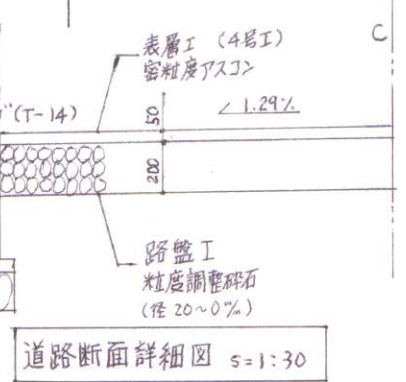 表層工 (4号工)
密粒度アスコン
C
(T-14)
50
1.29%
200
路盤工
粒度調整砕石
(径 20~0m/m)
道路断面詳細図 S=1:30